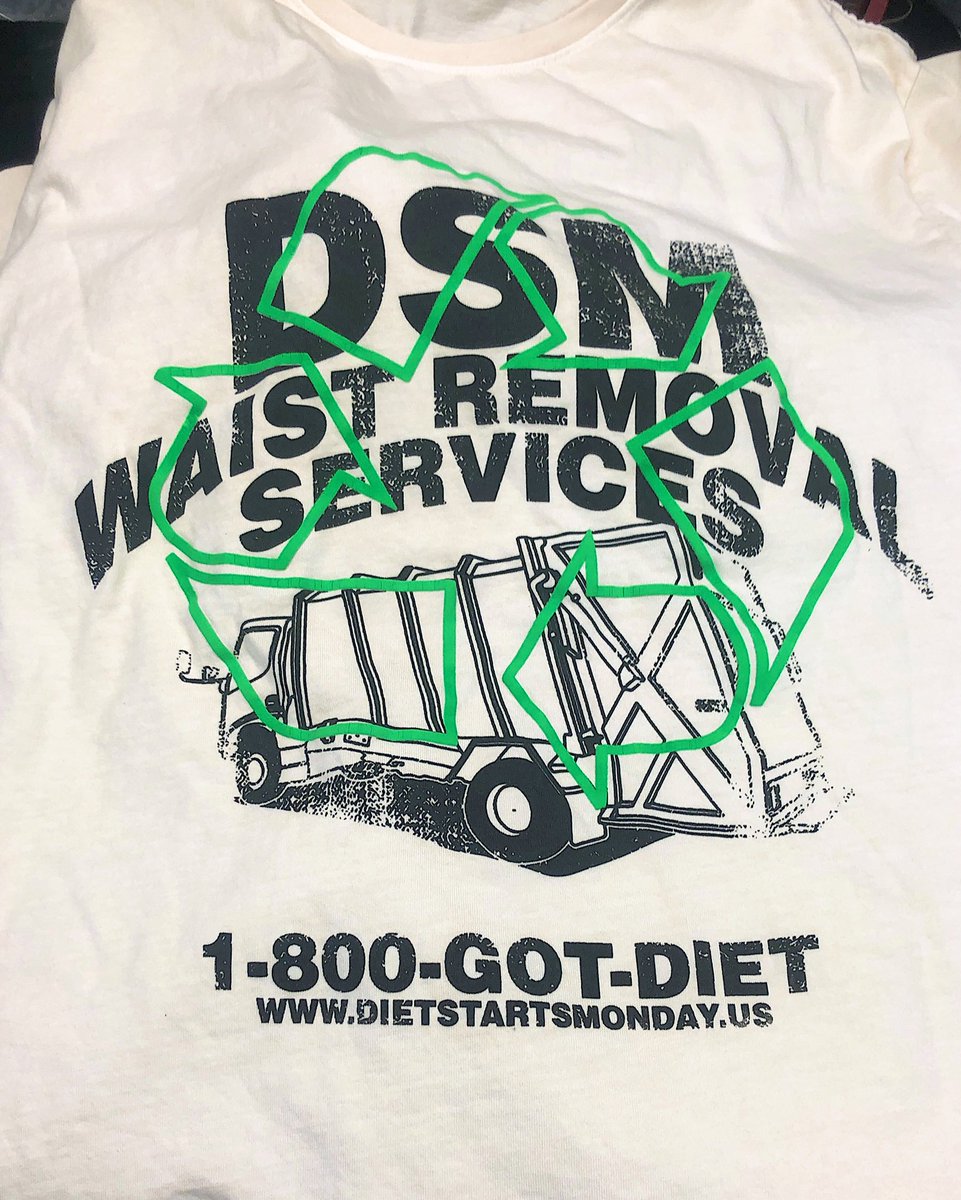 DSM
WAIST REMOVAL
SERVICES
1-800-GOT-DIET
WWW.DIETSTARTSMONDAY.US